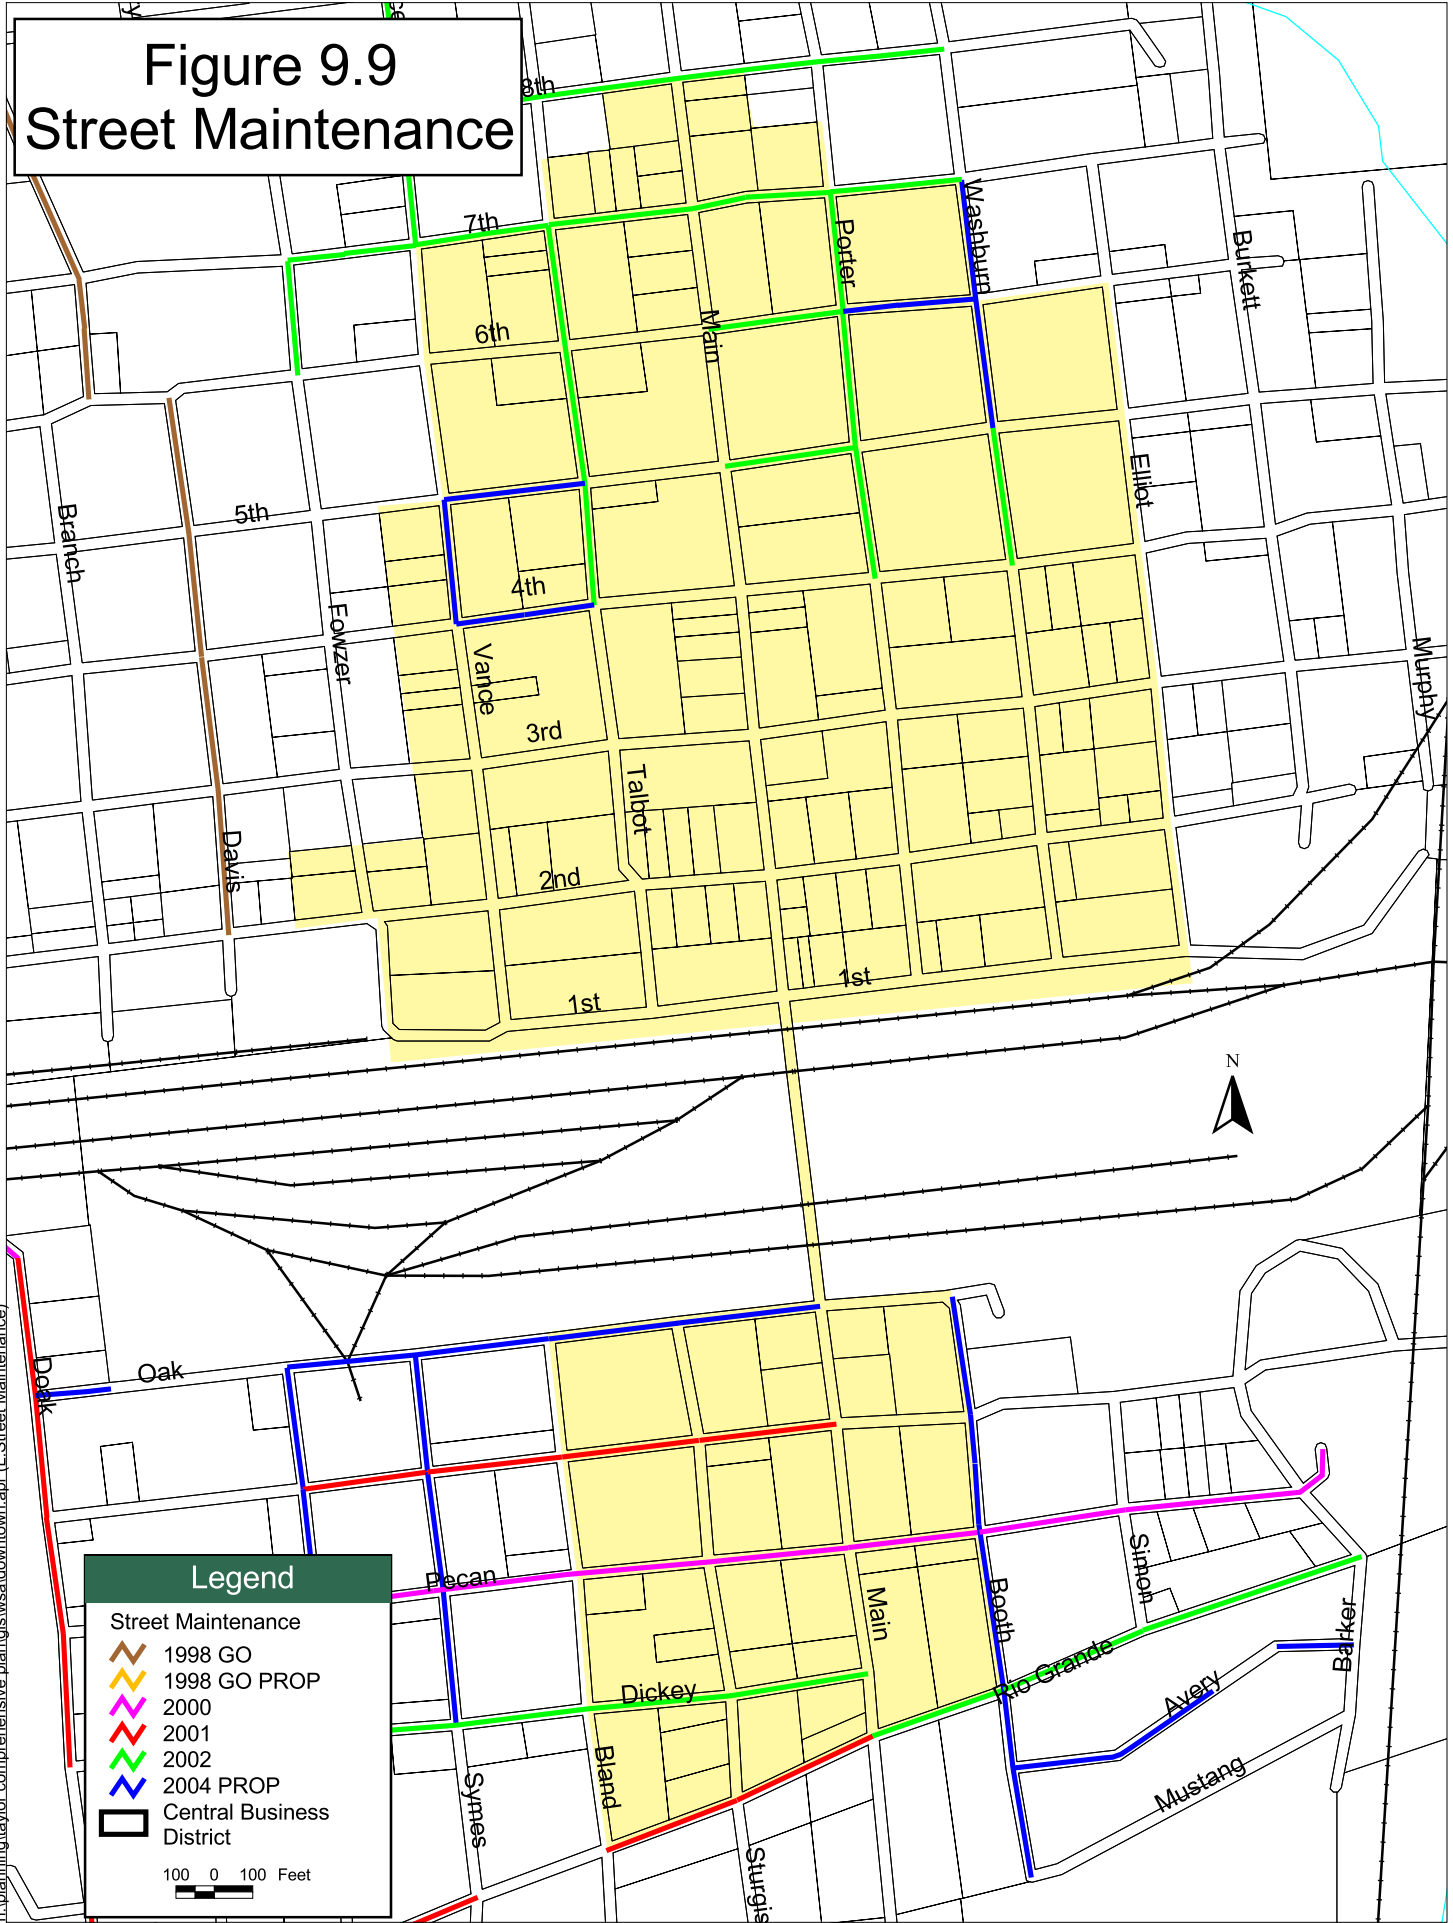 Figure 9.9
Street Maintenance
8th
7th
Porter
Washburn
Burkett
6th
Main
Elliot
5th
Branch
4th
Fowzer
Vance
Murphy
3rd
Talbot
Davis
2nd
1st
1st
N
Oak
Doak
Pecan
Simon
Main
Booth
Barker
Rio Grande
Dickey
Avery
Mustang
Bland
Symes
Sturgis
Legend
Street Maintenance
1998 GO
1998 GO PROP
2000
2001
2002
2004 PROP
Central Business
District
100 0 100 Feet